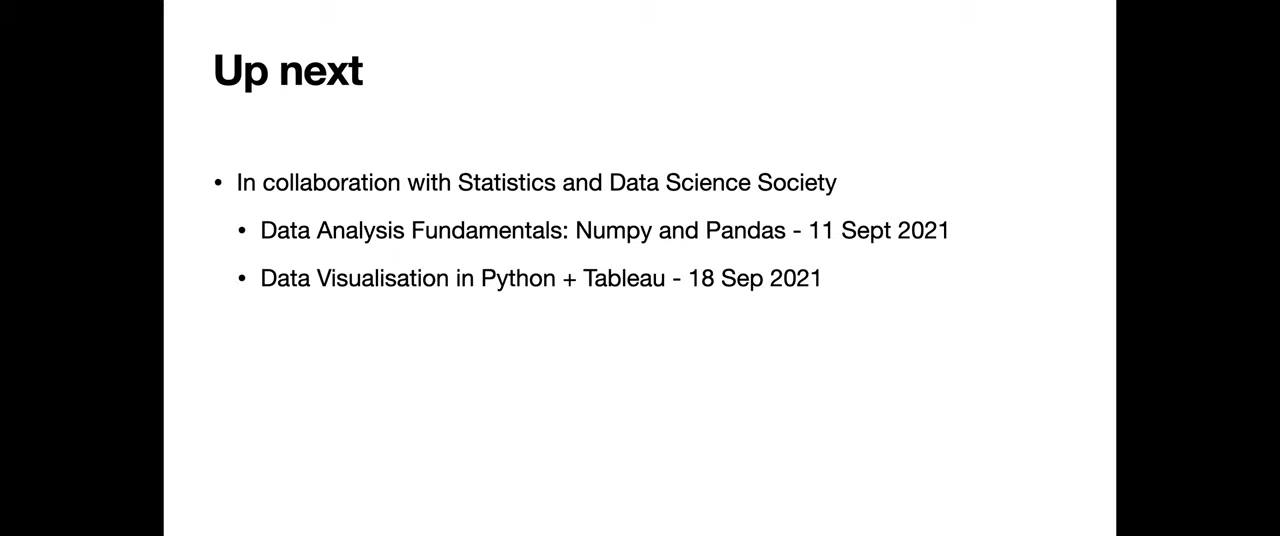 Up next
• In collaboration with Statistics and Data Science Society
• Data Analysis Fundamentals: Numpy and Pandas - 11 Sept 2021
• Data Visualisation in Python + Tableau - 18 Sep 2021